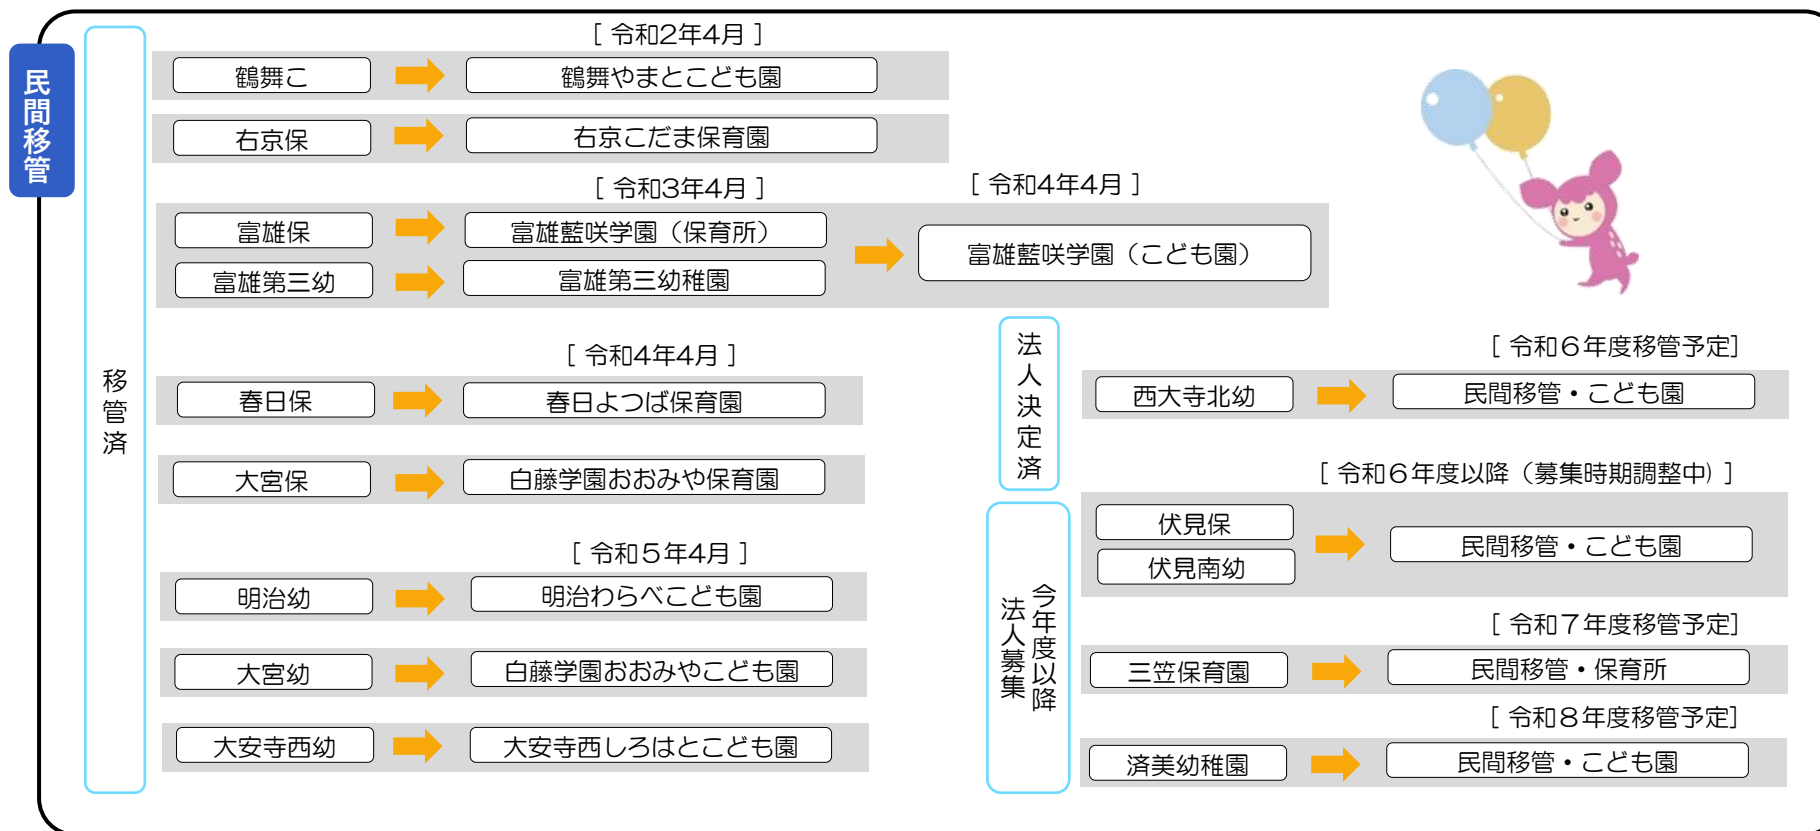 民間移管
移管済
[ 令和2年4月 ]
鶴舞こ
鶴舞やまとこども園
右京保
右京こだま保育園
[ 令和3年4月 ]
[ 令和4年4月 ]
富雄保
富雄藍咲学園（保育所）
富雄第三幼
富雄第三幼稚園
富雄藍咲学園（こども園）
[ 令和4年4月 ]
春日保
春日よつば保育園
大宮保
白藤学園おおみや保育園
[ 令和５年4月 ]
明治幼
明治わらべこども園
大宮幼
白藤学園おおみやこども園
大安寺西幼
大安寺西しろはとこども園
法人決定済
[ 令和６年度移管予定]
西大寺北幼
民間移管・こども園
今年度以降
法人募集
[ 令和６年度以降（募集時期調整中）]
伏見保
伏見南幼
民間移管・こども園
[ 令和７年度移管予定]
三笠保育園
民間移管・保育所
[ 令和８年度移管予定]
済美幼稚園
民間移管・こども園